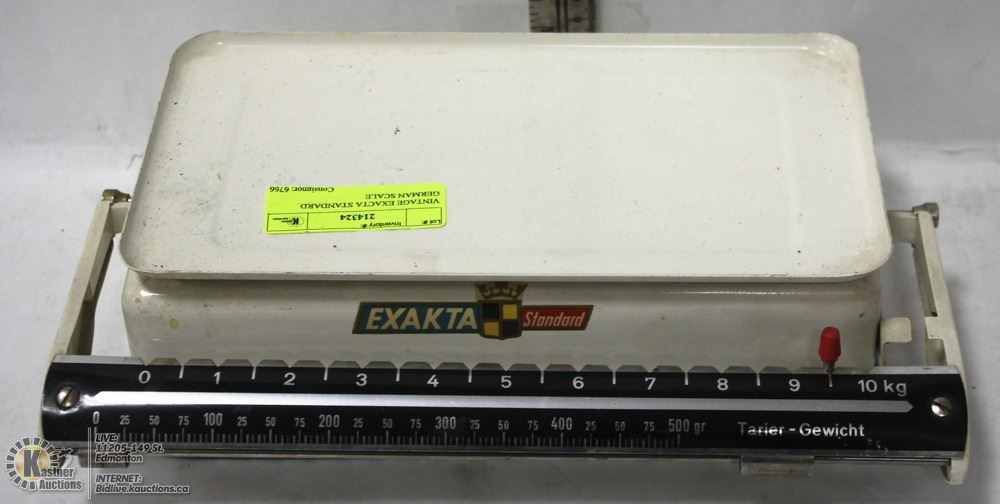 Lot #:
Inventory #:
214324
Kastner
Auctions
VINTAGE EXACTA STANDARD
GERMAN SCALE
Consignor: 6766
EXAKTA Standard
0 1 2 3 4 5 6 7 8 9 10 kg
0 25 50 75 100 25 50 75 200 25 50 75 300 25 50 75 400 25 50 75 500 gr
Tarier - Gewicht
K
Kastner
Auctions
LIVE:
11205-149 St.
Edmonton
INTERNET:
Bidlive.kauctions.ca